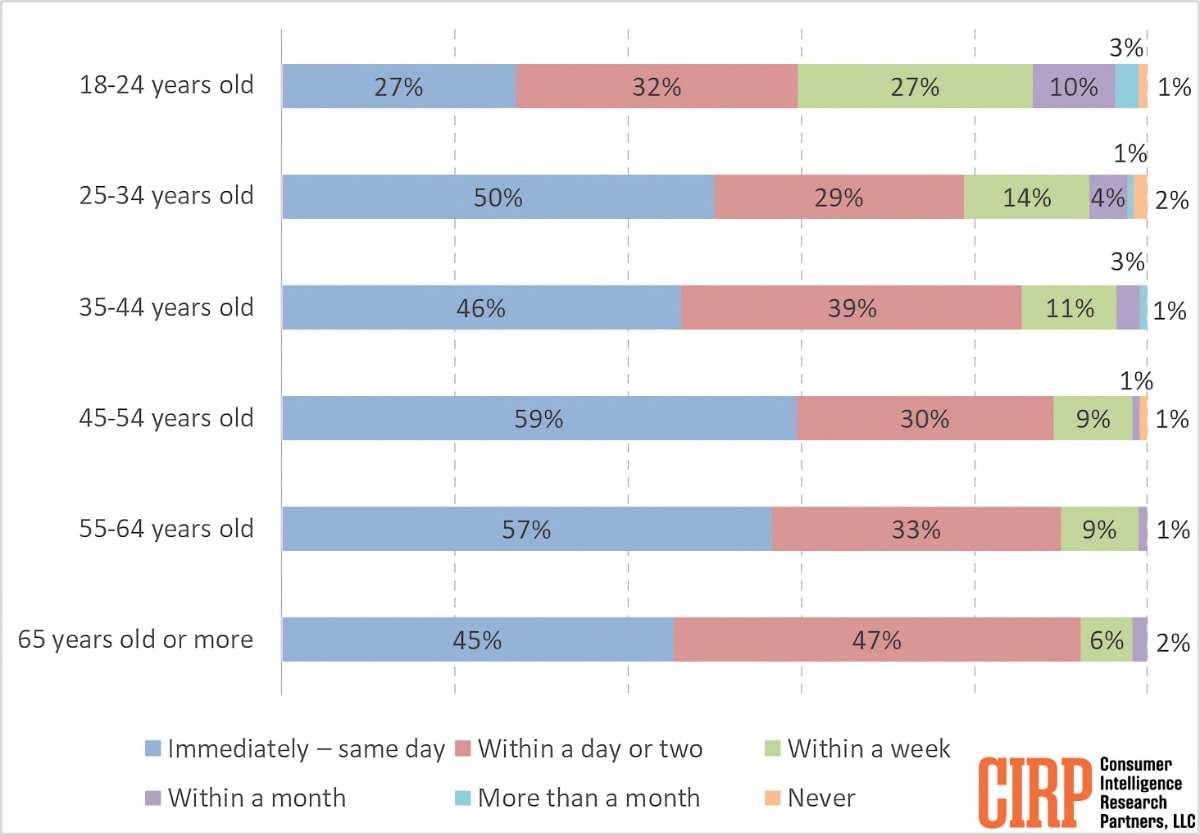 3%
18-24 years old 27% 32% 27% 10% 1%
1%
25-34 years old 50% 29% 14% 4% 2%
3%
35-44 years old 46% 39% 11% 1%
1%
45-54 years old 59% 30% 9% 1%
55-64 years old 57% 33% 9% 1%
65 years old or more 45% 47% 6% 2%
Immediately – same day Within a day or two Within a week
Within a month More than a month Never
CIRP
Consumer
Intelligence
Research
Partners, LLC